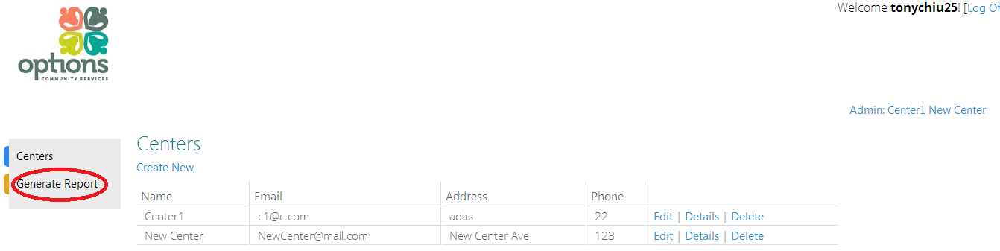 Welcome tonychiu25! [Log Of
options
COMMUNITY SERVICES
Admin: Center1 New Center
Centers
Generate Report
Centers
Create New
Name Email Address Phone
Center1 c1@c.com adas 22 Edit | Details | Delete
New Center NewCenter@mail.com New Center Ave 123 Edit | Details | Delete